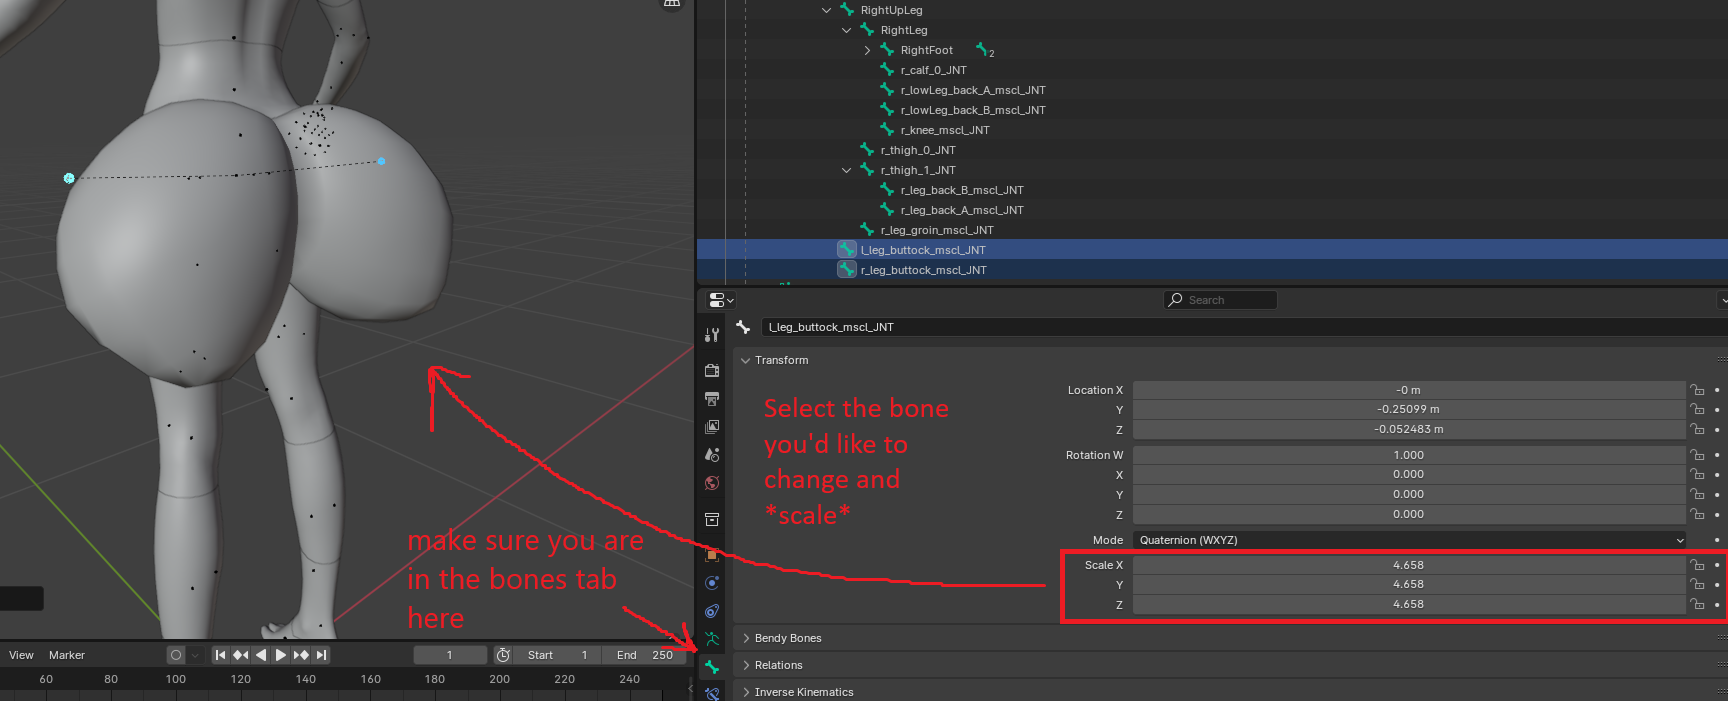 RightUpLeg
RightLeg
RightFoot 2
r_calf_0_JNT
r_lowLeg_back_A_mscl_JNT
r_lowLeg_back_B_mscl_JNT
r_knee_mscl_JNT
r_thigh_0_JNT
r_thigh_1_JNT
r_leg_back_B_mscl_JNT
r_leg_back_A_mscl_JNT
r_leg_groin_mscl_JNT
l_leg_buttock_mscl_JNT
r_leg_buttock_mscl_JNT
Search
l_leg_buttock_mscl_JNT
Transform
Location X -0 m
Y -0.25099 m
Z -0.052483 m
Rotation W 1.000
X 0.000
Y 0.000
Z 0.000
Mode Quaternion (WXYZ)
Scale X 4.658
Y 4.658
Z 4.658
Bendy Bones
Relations
Inverse Kinematics
Select the bone
you'd like to
change and
*scale*
make sure you are
in the bones tab
here
View Marker 1 Start 1 End 250
60 80 100 120 140 160 180 200 220 240